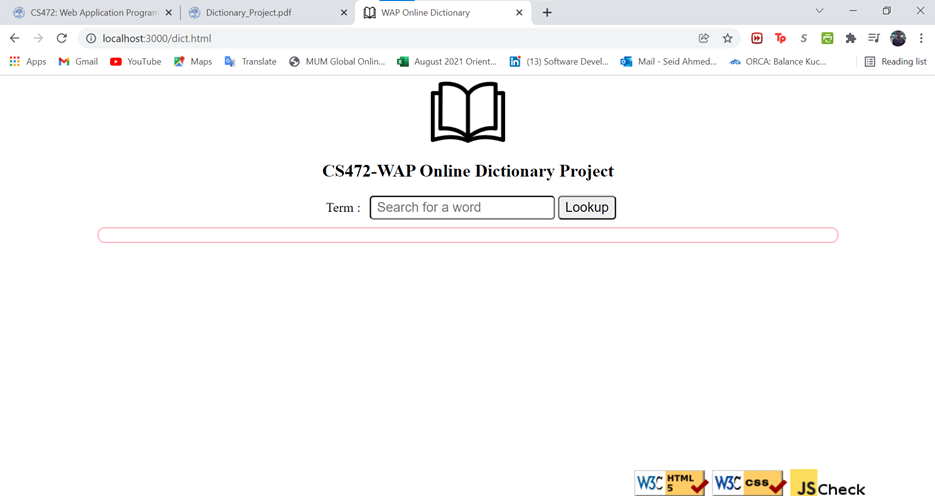 CS472: Web Application Program
Dictionary_Project.pdf
WAP Online Dictionary
localhost:3000/dict.html
Tp
S
Apps
Gmail
YouTube
Maps
Translate
MUM Global Onlin...
August 2021 Orient...
(13) Software Devel...
Mail - Seid Ahmed...
ORCA: Balance Kuc...
Reading list
CS472-WAP Online Dictionary Project
Term :
Search for a word
Lookup
W3C HTML 5
W3C css
JS Check